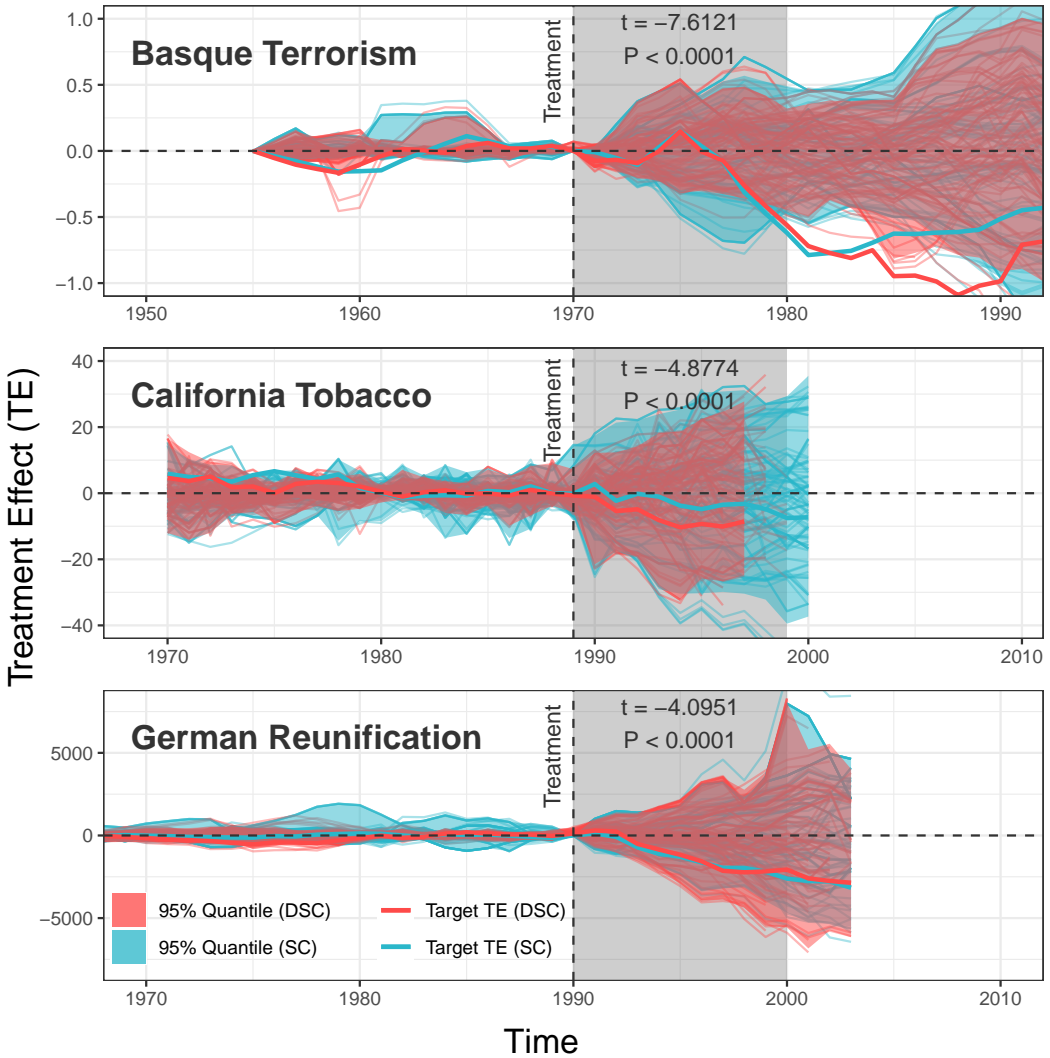 Treatment Effect (TE)
1.0
0.5
0.0
−0.5
−1.0
Basque Terrorism
Treatment
t = −7.6121
P < 0.0001
1950 1960 1970 1980 1990
40
20
0
−20
−40
California Tobacco
Treatment
t = −4.8774
P < 0.0001
1970 1980 1990 2000 2010
5000
0
−5000
German Reunification
Treatment
t = −4.0951
P < 0.0001
95% Quantile (DSC) Target TE (DSC)
95% Quantile (SC) Target TE (SC)
1970 1980 1990 2000 2010
Time